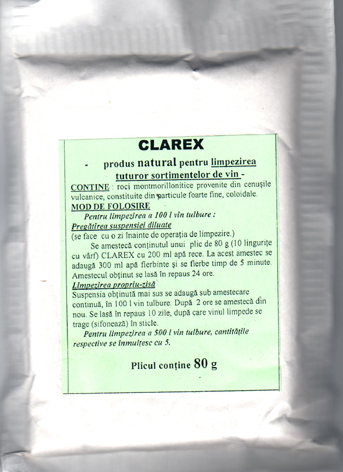 CLAREX
- produs natural pentru limpezirea
tuturor sortimentelor de vin -
CONTINE : roci montmorillonitice provenite din cenuşile
vulcanice, constituite din particule foarte fine, coloidale.
MOD DE FOLOSIRE
Pentru limpezirea a 100 l vin tulbure :
Pregătirea suspensiei diluate
(se face cu o zi înainte de operatia de limpezire.)
Se amestecă conţinutul unui plic de 80 g (10 linguriţe
cu vârf) CLAREX cu 200 ml apă rece. La acest amestec se
adaugă 300 ml apă fierbinte şi se fierbe timp de 5 minute.
Amestecul obţinut se lasă in repaus 24 ore.
Limpezirea propriu-zisă
Suspensia obţinută mai sus se adaugă sub amestecare
continuă, în 100 l vin tulbure. După 2 ore se amestecă din
nou. Se lasă în repaus 10 zile, după care vinul limpede se
trage (sifonează) în sticle.
Pentru limpezirea a 500 l vin tulbure, cantităţile
respective se înmulţesc cu 5.
Plicul conţine 80 g